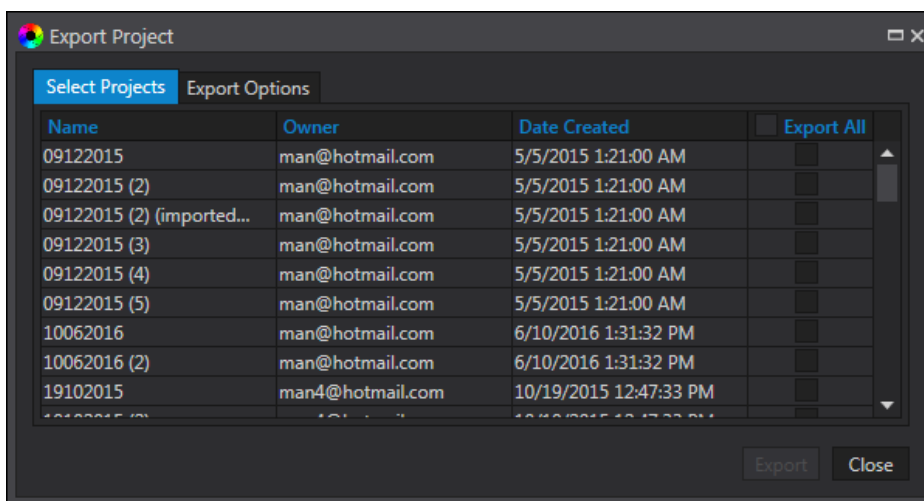 Export Project
Select Projects Export Options
Name Owner Date Created Export All
09122015 man@hotmail.com 5/5/2015 1:21:00 AM
09122015 (2) man@hotmail.com 5/5/2015 1:21:00 AM
09122015 (2) (imported... man@hotmail.com 5/5/2015 1:21:00 AM
09122015 (3) man@hotmail.com 5/5/2015 1:21:00 AM
09122015 (4) man@hotmail.com 5/5/2015 1:21:00 AM
09122015 (5) man@hotmail.com 5/5/2015 1:21:00 AM
10062016 man@hotmail.com 6/10/2016 1:31:32 PM
10062016 (2) man@hotmail.com 6/10/2016 1:31:32 PM
19102015 man4@hotmail.com 10/19/2015 12:47:33 PM
Export Close